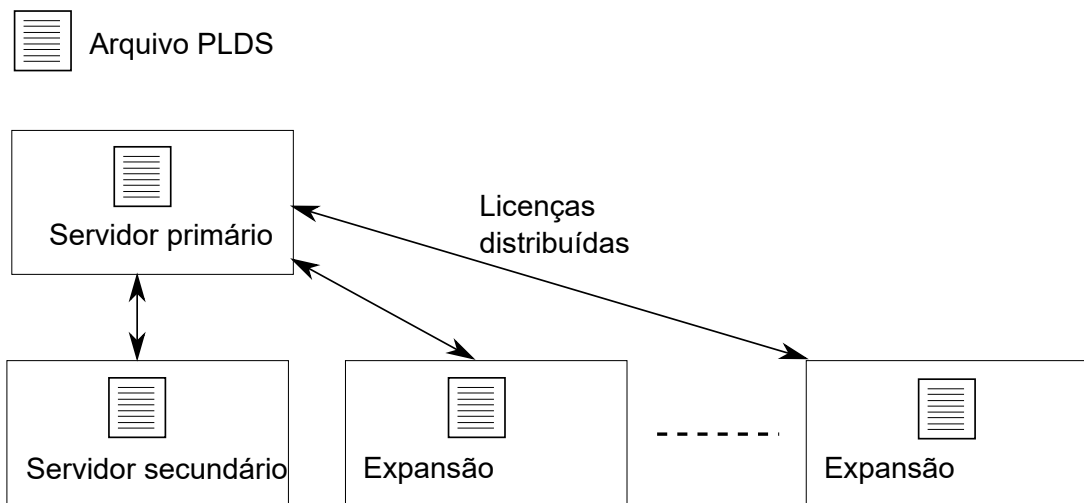 Arquivo PLDS
Servidor primário
Licenças
distribuídas
Servidor secundário
Expansão
Expansão